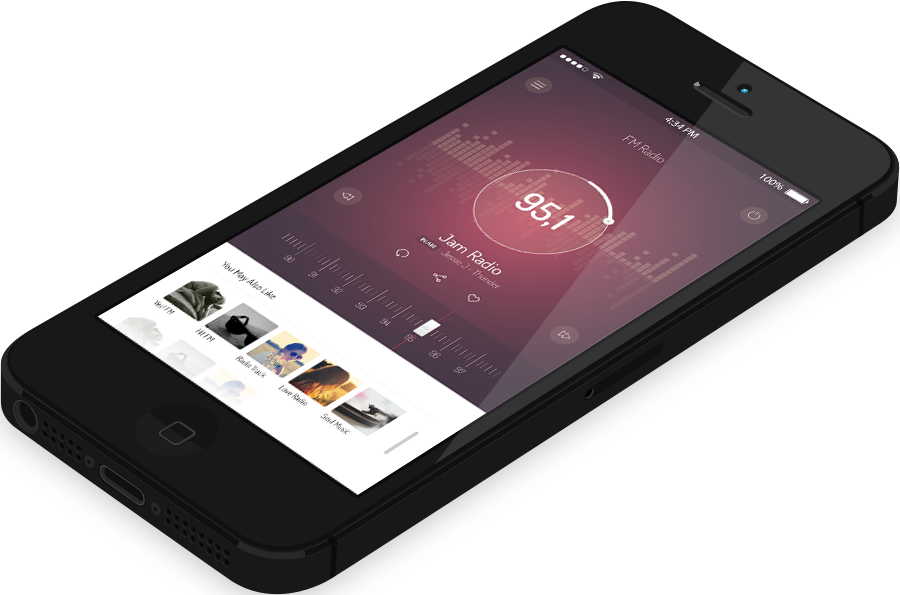 4:34 PM
100%
FM Radio
95,1
Jam Radio
Jessie-J - Thunder
90
91
92
93
94
95
96
97
You May Also Like
Yes! FM
Hit FM
Radio Track
Love Radio
Soul Music